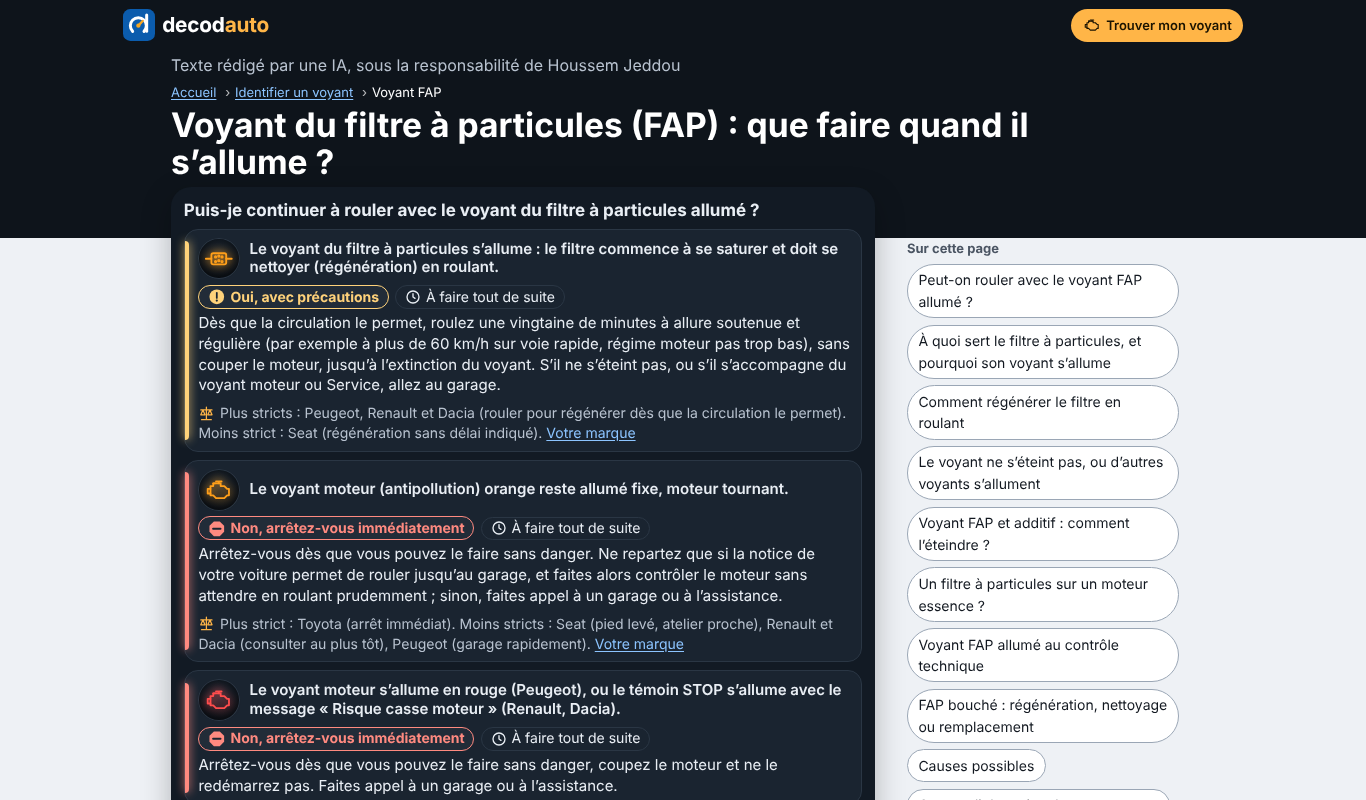 decodauto
Trouver mon voyant
Texte rédigé par une IA, sous la responsabilité de Houssem Jeddou
Accueil › Identifier un voyant › Voyant FAP
Voyant du filtre à particules (FAP) : que faire quand il
s’allume ?
Puis-je continuer à rouler avec le voyant du filtre à particules allumé ?
Le voyant du filtre à particules s’allume : le filtre commence à se saturer et doit se
nettoyer (régénération) en roulant.
Oui, avec précautions
À faire tout de suite
Dès que la circulation le permet, roulez une vingtaine de minutes à allure soutenue et
régulière (par exemple à plus de 60 km/h sur voie rapide, régime moteur pas trop bas), sans
couper le moteur, jusqu’à l’extinction du voyant. S’il ne s’éteint pas, ou s’il s’accompagne du
voyant moteur ou Service, allez au garage.
Plus stricts : Peugeot, Renault et Dacia (rouler pour régénérer dès que la circulation le permet).
Moins strict : Seat (régénération sans délai indiqué). Votre marque
Le voyant moteur (antipollution) orange reste allumé fixe, moteur tournant.
Non, arrêtez-vous immédiatement
À faire tout de suite
Arrêtez-vous dès que vous pouvez le faire sans danger. Ne repartez que si la notice de
votre voiture permet de rouler jusqu’au garage, et faites alors contrôler le moteur sans
attendre en roulant prudemment ; sinon, faites appel à un garage ou à l’assistance.
Plus strict : Toyota (arrêt immédiat). Moins stricts : Seat (pied levé, atelier proche), Renault et
Dacia (consulter au plus tôt), Peugeot (garage rapidement). Votre marque
Le voyant moteur s’allume en rouge (Peugeot), ou le témoin STOP s’allume avec le
message « Risque casse moteur » (Renault, Dacia).
Non, arrêtez-vous immédiatement
À faire tout de suite
Arrêtez-vous dès que vous pouvez le faire sans danger, coupez le moteur et ne le
redémarrez pas. Faites appel à un garage ou à l’assistance.
Sur cette page
Peut-on rouler avec le voyant FAP
allumé ?
À quoi sert le filtre à particules, et
pourquoi son voyant s’allume
Comment régénérer le filtre en
roulant
Le voyant ne s’éteint pas, ou d’autres
voyants s’allument
Voyant FAP et additif : comment
l’éteindre ?
Un filtre à particules sur un moteur
essence ?
Voyant FAP allumé au contrôle
technique
FAP bouché : régénération, nettoyage
ou remplacement
Causes possibles